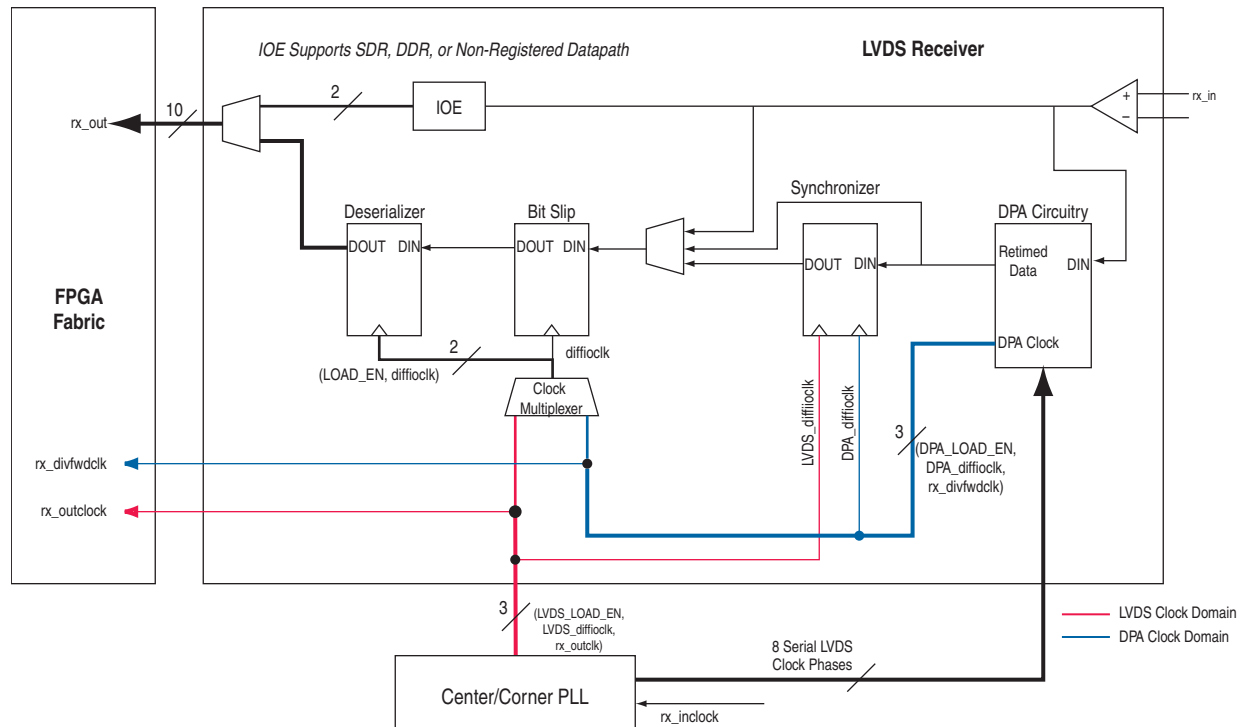 IOE Supports SDR, DDR, or Non-Registered Datapath
LVDS Receiver
2
IOE
+
−
rx_in
10
rx_out
Synchronizer
Deserializer
Bit Slip
DPA Circuitry
DOUT
DIN
DOUT
DIN
DOUT
DIN
Retimed
Data
DIN
FPGA
Fabric
2
diffioclk
DPA Clock
(LOAD_EN, diffioclk)
Clock
Multiplexer
LVDS_diffiioclk
DPA_diffioclk
3
(DPA_LOAD_EN,
DPA_diffioclk,
rx_divfwdclk)
rx_divfwdclk
rx_outclock
3
(LVDS_LOAD_EN,
LVDS_diffioclk,
rx_outclk)
LVDS Clock Domain
DPA Clock Domain
8 Serial LVDS
Clock Phases
Center/Corner PLL
rx_inclock